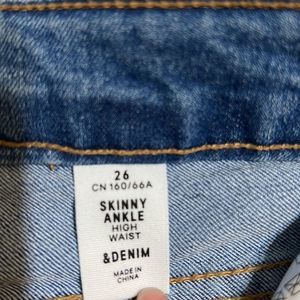 26
CN 160/66A
SKINNY
ANKLE
HIGH
WAIST
&DENIM
MADE IN
CHINA